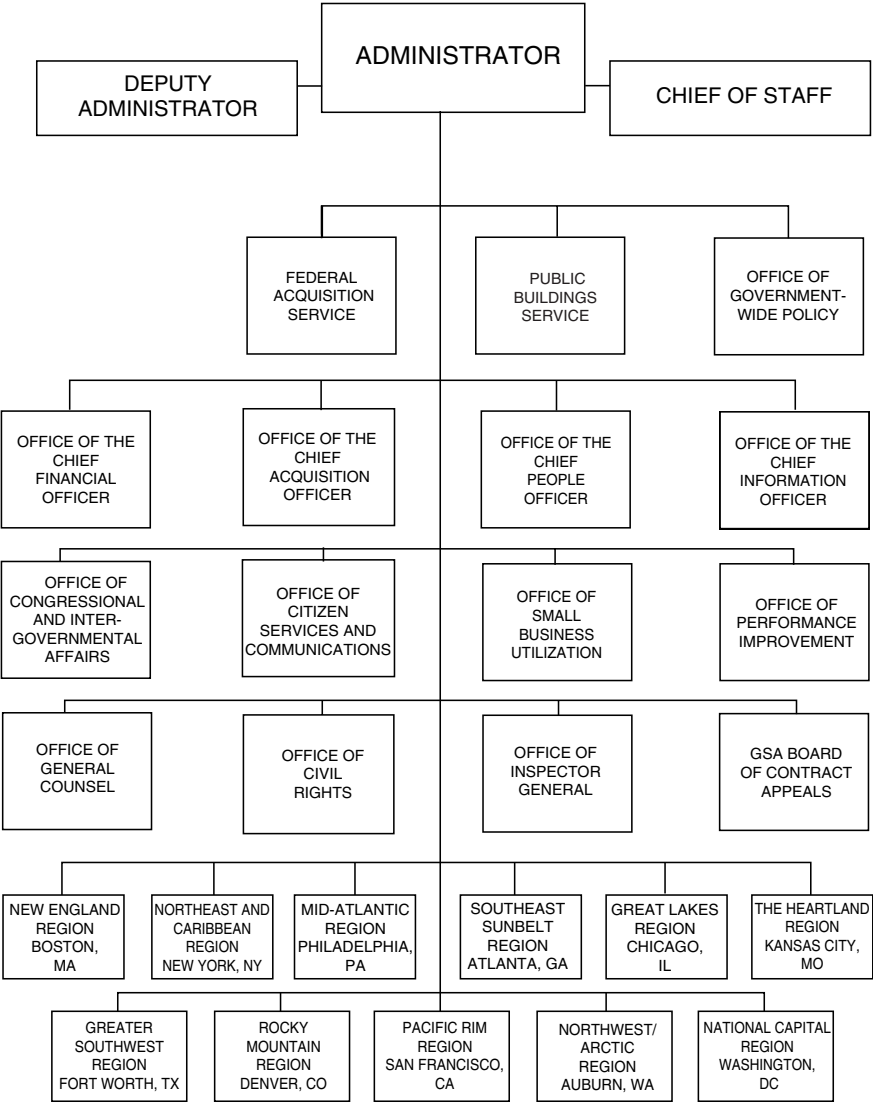 ADMINISTRATOR
DEPUTY
ADMINISTRATOR
CHIEF OF STAFF
FEDERAL
ACQUISITION
SERVICE
PUBLIC
BUILDINGS
SERVICE
OFFICE OF
GOVERNMENT-
WIDE POLICY
OFFICE OF THE
CHIEF
FINANCIAL
OFFICER
OFFICE OF THE
CHIEF
ACQUISITION
OFFICER
OFFICE OF THE
CHIEF
PEOPLE
OFFICER
OFFICE OF THE
CHIEF
INFORMATION
OFFICER
OFFICE OF
CONGRESSIONAL
AND INTER-
GOVERNMENTAL
AFFAIRS
OFFICE OF
CITIZEN
SERVICES AND
COMMUNICATIONS
OFFICE OF
SMALL
BUSINESS
UTILIZATION
OFFICE OF
PERFORMANCE
IMPROVEMENT
OFFICE OF
GENERAL
COUNSEL
OFFICE OF
CIVIL
RIGHTS
OFFICE OF
INSPECTOR
GENERAL
GSA BOARD
OF CONTRACT
APPEALS
NEW ENGLAND
REGION
BOSTON,
MA
NORTHEAST AND
CARIBBEAN
REGION
NEW YORK, NY
MID-ATLANTIC
REGION
PHILADELPHIA,
PA
SOUTHEAST
SUNBELT
REGION
ATLANTA, GA
GREAT LAKES
REGION
CHICAGO,
IL
THE HEARTLAND
REGION
KANSAS CITY,
MO
GREATER
SOUTHWEST
REGION
FORT WORTH, TX
ROCKY
MOUNTAIN
REGION
DENVER, CO
PACIFIC RIM
REGION
SAN FRANCISCO,
CA
NORTHWEST/
ARCTIC
REGION
AUBURN, WA
NATIONAL CAPITAL
REGION
WASHINGTON,
DC